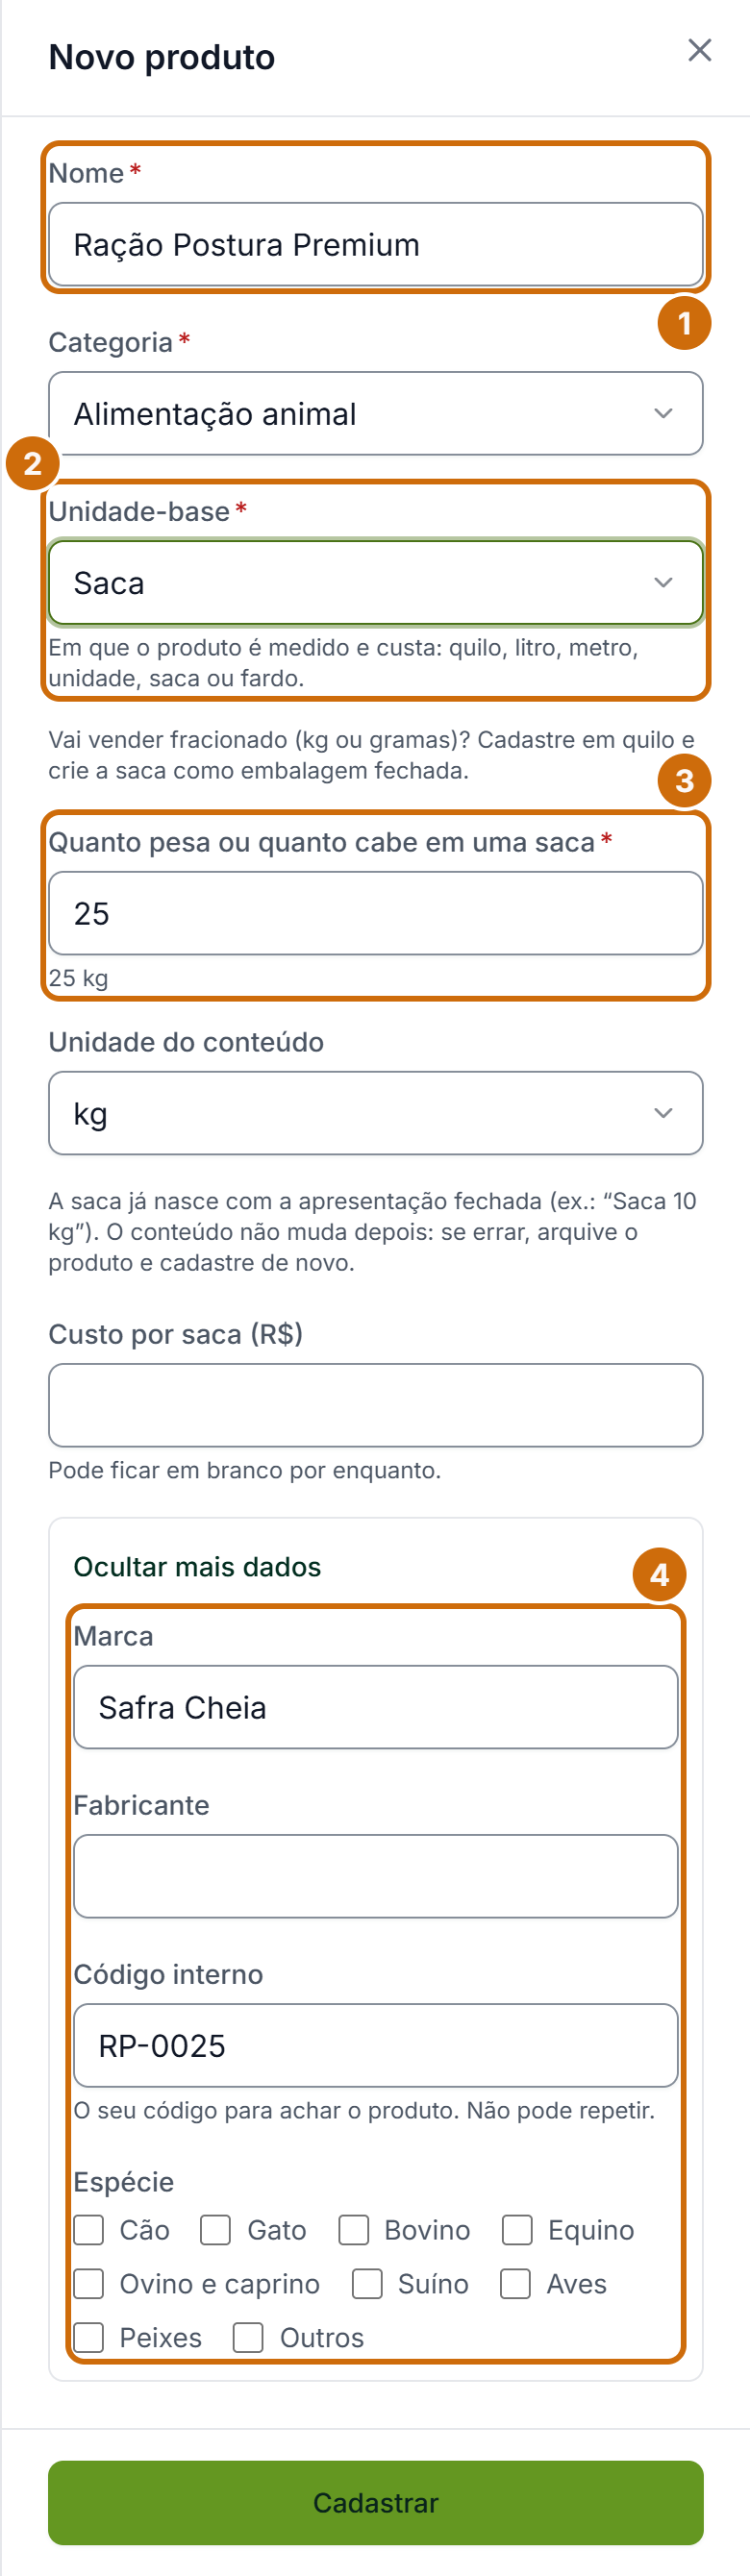 Novo produto
Nome *
Ração Postura Premium
1
Categoria *
Alimentação animal
2
Unidade-base *
Saca
Em que o produto é medido e custa: quilo, litro, metro,
unidade, saca ou fardo.
Vai vender fracionado (kg ou gramas)? Cadastre em quilo e
crie a saca como embalagem fechada.
3
Quanto pesa ou quanto cabe em uma saca *
25
25 kg
Unidade do conteúdo
kg
A saca já nasce com a apresentação fechada (ex.: “Saca 10
kg”). O conteúdo não muda depois: se errar, arquive o
produto e cadastre de novo.
Custo por saca (R$)
Pode ficar em branco por enquanto.
Ocultar mais dados
4
Marca
Safra Cheia
Fabricante
Código interno
RP-0025
O seu código para achar o produto. Não pode repetir.
Espécie
Cão Gato Bovino Equino
Ovino e caprino Suíno Aves
Peixes Outros
Cadastrar